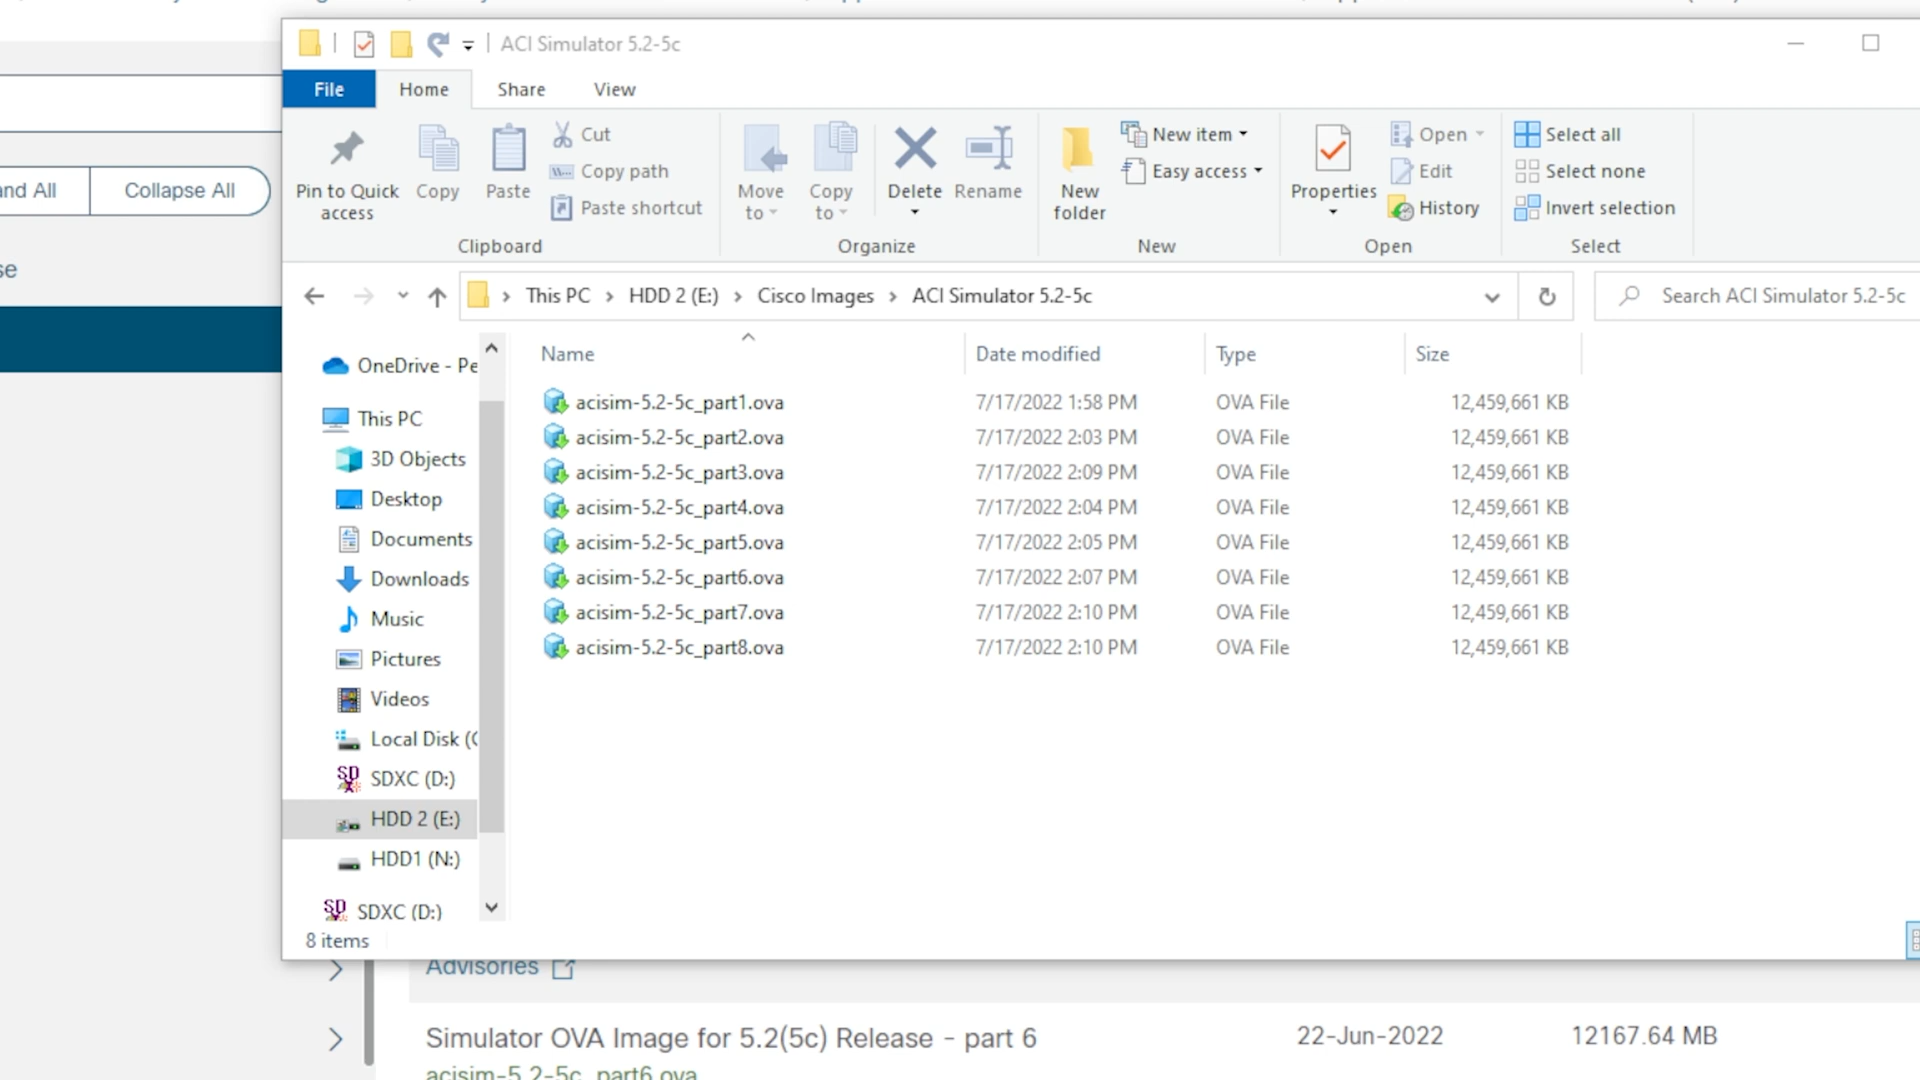 ACI Simulator 5.2-5c
File Home Share View
Pin to Quick access
Copy
Paste
Cut
Copy path
Paste shortcut
Clipboard
Move to
Copy to
Delete
Rename
Organize
New folder
New item
Easy access
New
Properties
Open
Edit
History
Open
Select all
Select none
Invert selection
Select
and All
Collapse All
se
This PC > HDD 2 (E:) > Cisco Images > ACI Simulator 5.2-5c
Search ACI Simulator 5.2-5c
OneDrive - Pe
This PC
3D Objects
Desktop
Documents
Downloads
Music
Pictures
Videos
Local Disk (C
SDXC (D:)
HDD 2 (E:)
HDD1 (N:)
SDXC (D:)
Name Date modified Type Size
acisim-5.2-5c_part1.ova 7/17/2022 1:58 PM OVA File 12,459,661 KB
acisim-5.2-5c_part2.ova 7/17/2022 2:03 PM OVA File 12,459,661 KB
acisim-5.2-5c_part3.ova 7/17/2022 2:09 PM OVA File 12,459,661 KB
acisim-5.2-5c_part4.ova 7/17/2022 2:04 PM OVA File 12,459,661 KB
acisim-5.2-5c_part5.ova 7/17/2022 2:05 PM OVA File 12,459,661 KB
acisim-5.2-5c_part6.ova 7/17/2022 2:07 PM OVA File 12,459,661 KB
acisim-5.2-5c_part7.ova 7/17/2022 2:10 PM OVA File 12,459,661 KB
acisim-5.2-5c_part8.ova 7/17/2022 2:10 PM OVA File 12,459,661 KB
8 items
Advisories
Simulator OVA Image for 5.2(5c) Release - part 6 22-Jun-2022 12167.64 MB
acisim-5.2-5c_part6.ova